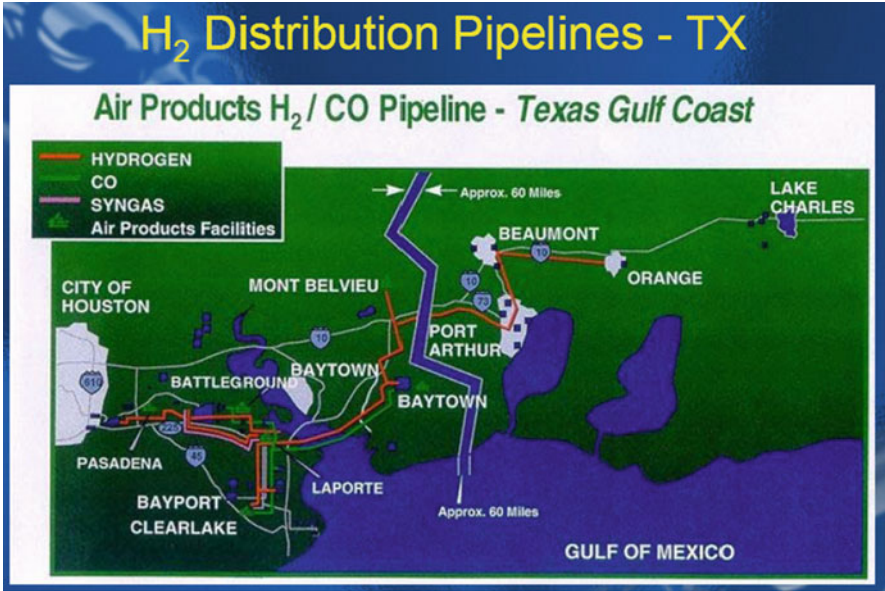 H2 Distribution Pipelines - TX
Air Products H2 / CO Pipeline - Texas Gulf Coast
HYDROGEN
CO
SYNGAS
Air Products Facilities
Approx. 60 Miles
LAKE
CHARLES
BEAUMONT
10
ORANGE
CITY OF
HOUSTON
MONT BELVIEU
10
73
PORT
ARTHUR
10
BAYTOWN
610
BATTLEGROUND
BAYTOWN
225
PASADENA
45
LAPORTE
BAYPORT
CLEARLAKE
Approx. 60 Miles
GULF OF MEXICO